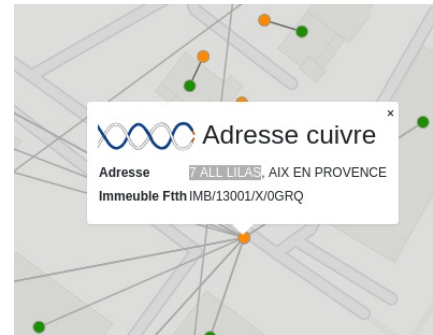 ×
Adresse cuivre
Adresse 7 ALL LILAS, AIX EN PROVENCE
Immeuble Ftth IMB/13001/X/0GRQ